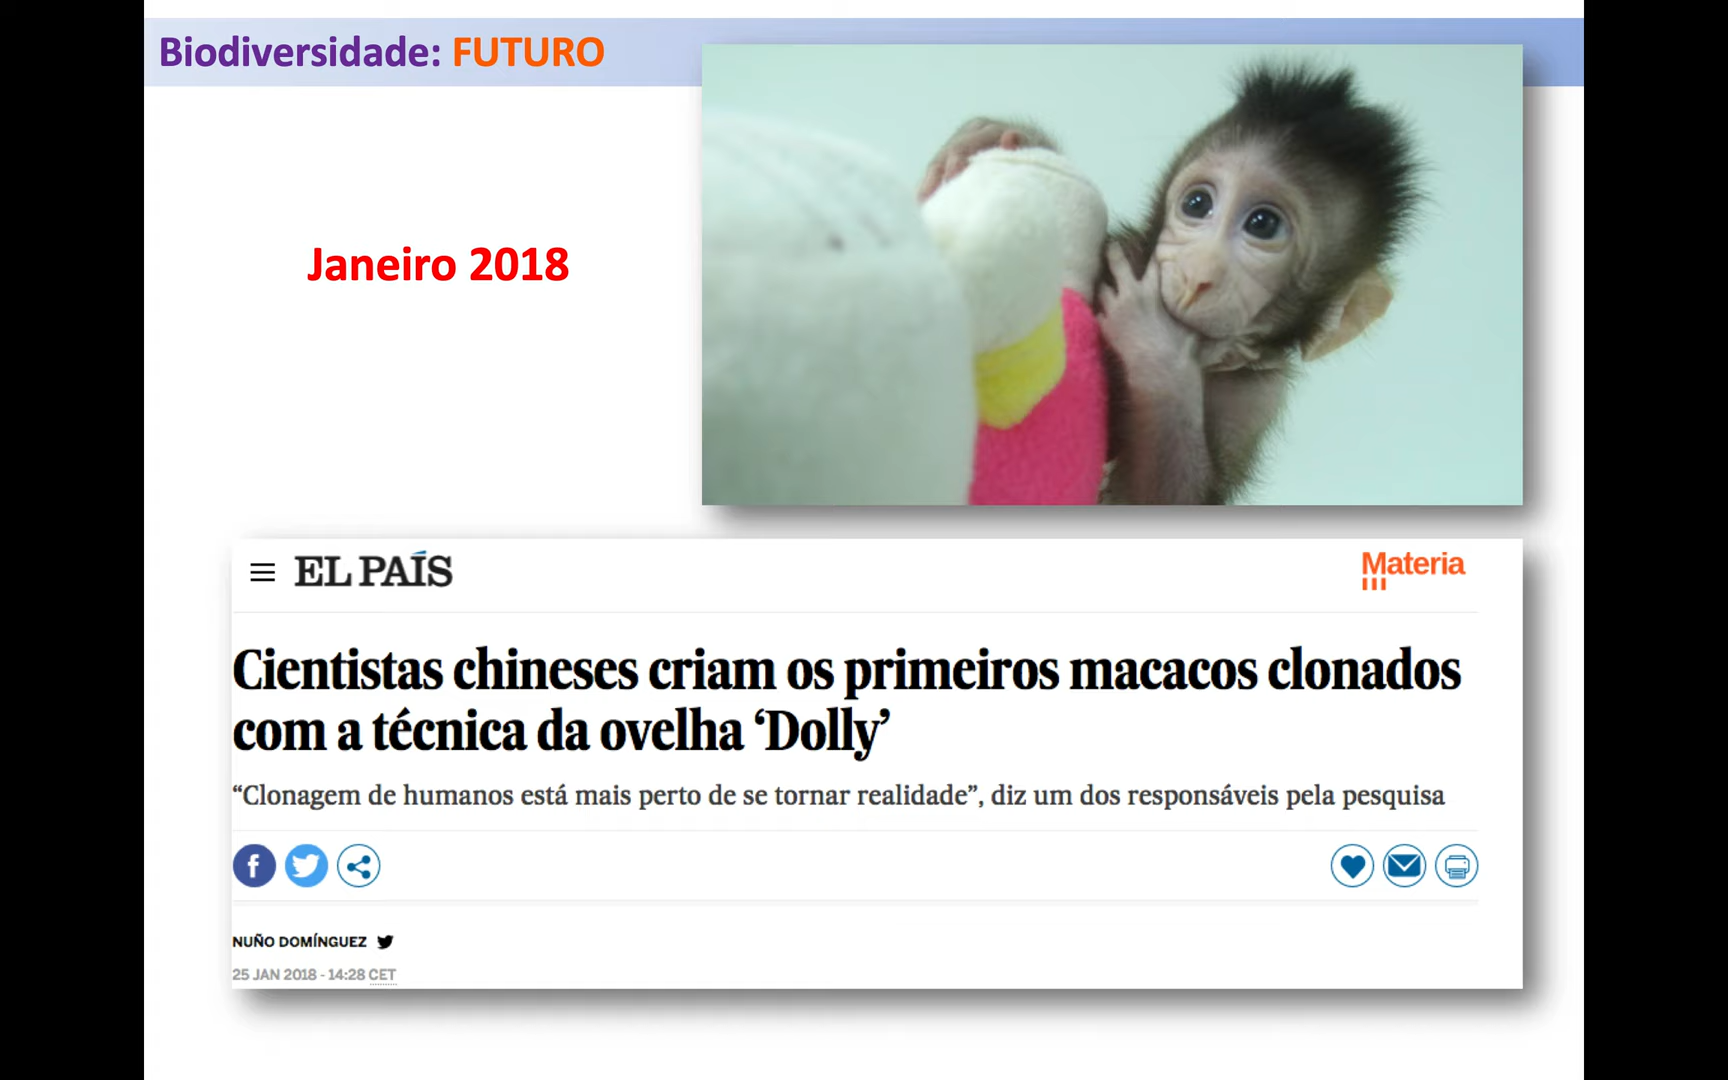 Biodiversidade: FUTURO
Janeiro 2018
EL PAÍS
Materia
Cientistas chineses criam os primeiros macacos clonados
com a técnica da ovelha ‘Dolly’
“Clonagem de humanos está mais perto de se tornar realidade”, diz um dos responsáveis pela pesquisa
NUÑO DOMÍNGUEZ
25 JAN 2018 - 14:28 CET